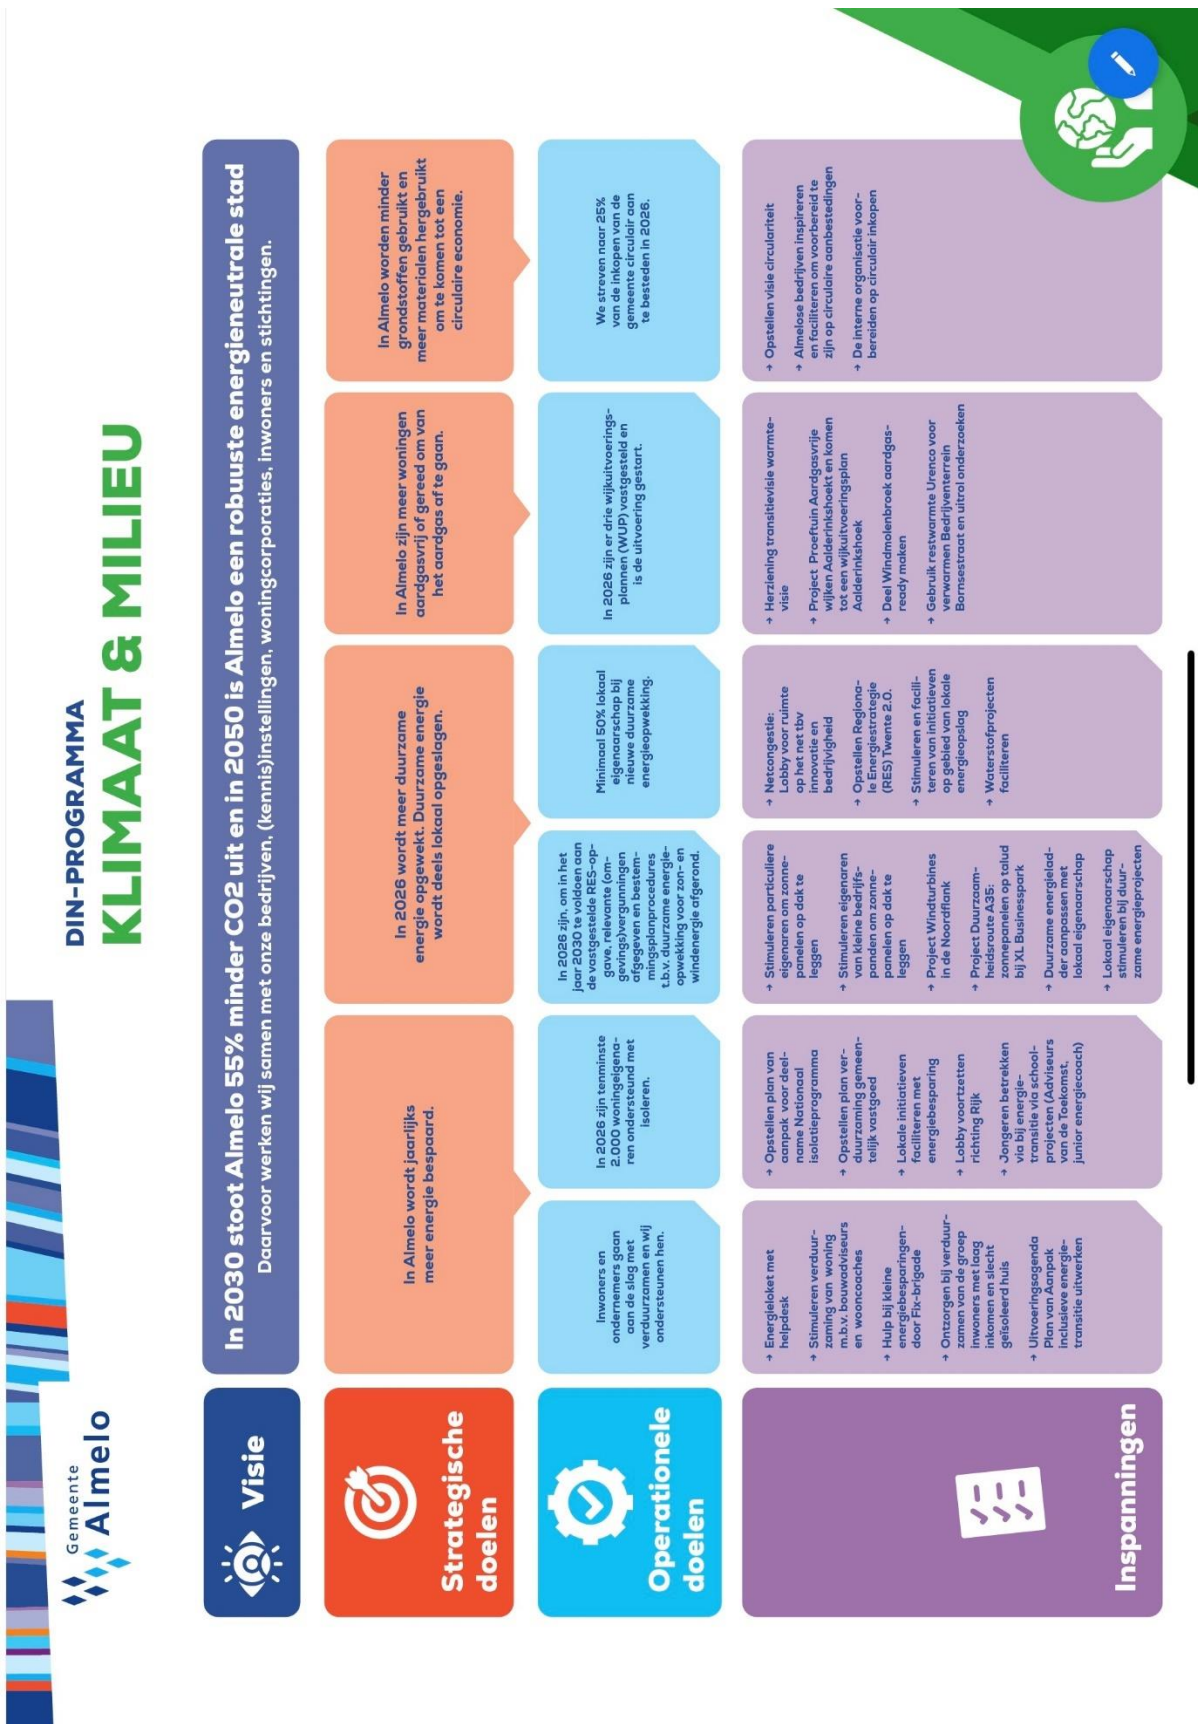 Gemeente
Almelo
DIN-PROGRAMMA
KLIMAAT & MILIEU
Visie
In 2030 stoot Almelo 55% minder CO2 uit en in 2050 is Almelo een robuuste energieneutrale stad
Daarvoor werken wij samen met onze bedrijven, (kennis)instellingen, woningcorporaties, inwoners en stichtingen.
Strategische
doelen
In Almelo wordt jaarlijks
meer energie bespaard.
In 2026 wordt meer duurzame
energie opgewekt. Duurzame energie
wordt deels lokaal opgeslagen.
In Almelo zijn meer woningen
aardgasvrij of gereed om van
het aardgas af te gaan.
In Almelo worden minder
grondstoffen gebruikt en
meer materialen hergebruikt
om te komen tot een
circulaire economie.
Operationele
doelen
Inwoners en
ondernemers gaan
aan de slag met
verduurzamen en wij
ondersteunen hen.
In 2026 zijn tenminste
2.000 woningeigena-
ren ondersteund met
isoleren.
In 2026 zijn, om in het
jaar 2030 te voldoen aan
de vastgestelde RES-op-
gave, relevante (om-
gevings)vergunningen
afgegeven en bestem-
mingsplanprocedures
t.b.v. duurzame energie-
opwekking voor zon- en
windenergie afgerond.
Minimaal 50% lokaal
eigenaarschap bij
nieuwe duurzame
energieopwekking.
In 2026 zijn er drie wijkuitvoerings-
plannen (WUP) vastgesteld en
is de uitvoering gestart.
We streven naar 25%
van de inkopen van de
gemeente circulair aan
te besteden in 2026.
Inspanningen
→ Energieloket met
helpdesk
→ Stimuleren verduur-
zaming van woning
m.b.v. bouwadviseurs
en wooncoaches
→ Hulp bij kleine
energiebesparingen-
door Fix-brigade
→ Ontzorgen bij verduur-
zamen van de groep
inwoners met laag
inkomen en slecht
geïsoleerd huis
→ Uitvoeringsagenda
Plan van Aanpak
inclusieve energie-
transitie uitwerken
→ Opstellen plan van
aanpak voor deel-
name Nationaal
isolatieprogramma
→ Opstellen plan ver-
duurzaming gemeen-
telijk vastgoed
→ Lokale initiatieven
faciliteren met
energiebesparing
→ Lobby voortzetten
richting Rijk
→ Jongeren betrekken
via bij energie-
transitie via school-
projecten (Adviseurs
van de Toekomst,
junior energiecoach)
→ Stimuleren particuliere
eigenaren om zonne-
panelen op dak te
leggen
→ Stimuleren eigenaren
van kleine bedrijfs-
panden om zonne-
panelen op dak te
leggen
→ Project Windturbines
in de Noordflank
→ Project Duurzaam-
heidsroute A35:
zonnepanelen op talud
bij XL Businesspark
→ Duurzame energielad-
der aanpassen met
lokaal eigenaarschap
→ Lokaal eigenaarschap
stimuleren bij duur-
zame energieprojecten
→ Netcongestie:
Lobby voor ruimte
op het net tbv
innovatie en
bedrijvigheid
→ Opstellen Regiona-
le Energiestrategie
(RES) Twente 2.0.
→ Stimuleren en facili-
teren van initiatieven
op gebied van lokale
energieopslag
→ Waterstofprojecten
faciliteren
→ Herziening transitievisie warmte-
visie
→ Project Proeftuin Aardgasvrije
wijken Aalderinkshoekt en komen
tot een wijkuitvoeringsplan
Aalderinkshoek
→ Deel Windmolenbroek aardgas-
ready maken
→ Gebruik restwarmte Urenco voor
verwarmen Bedrijventerrein
Bornsestraat en uitrol onderzoeken
→ Opstellen visie circulariteit
→ Almelose bedrijven inspireren
en faciliteren om voorbereid te
zijn op circulaire aanbestedingen
→ De interne organisatie voor-
bereiden op circulair inkopen